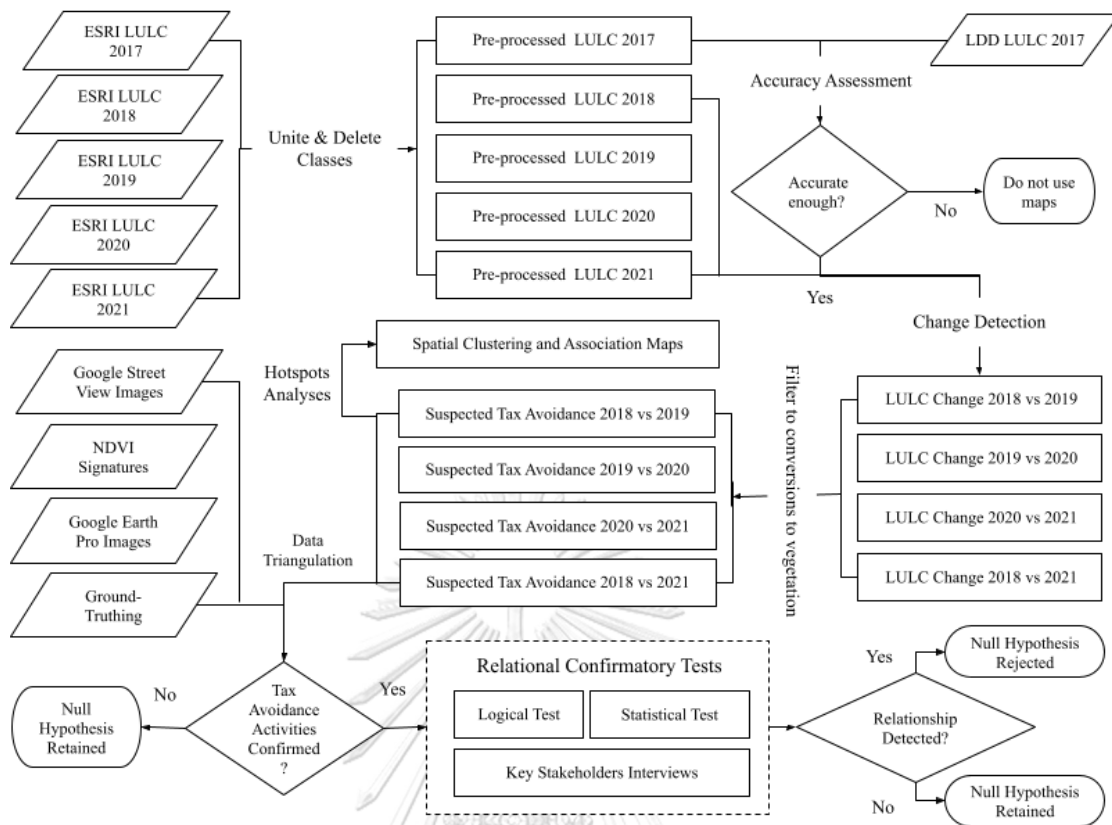 ESRI LULC
2017
ESRI LULC
2018
ESRI LULC
2019
ESRI LULC
2020
ESRI LULC
2021
Unite & Delete
Classes
Pre-processed LULC 2017
Pre-processed LULC 2018
Pre-processed LULC 2019
Pre-processed LULC 2020
Pre-processed LULC 2021
LDD LULC 2017
Accuracy Assessment
Accurate
enough?
No
Do not use
maps
Yes
Change Detection
LULC Change 2018 vs 2019
LULC Change 2019 vs 2020
LULC Change 2020 vs 2021
LULC Change 2018 vs 2021
Filter to conversions to vegetation
Spatial Clustering and Association Maps
Hotspots
Analyses
Suspected Tax Avoidance 2018 vs 2019
Suspected Tax Avoidance 2019 vs 2020
Suspected Tax Avoidance 2020 vs 2021
Suspected Tax Avoidance 2018 vs 2021
Google Street
View Images
NDVI
Signatures
Google Earth
Pro Images
Ground-
Truthing
Data
Triangulation
Tax
Avoidance
Activities
Confirmed
?
No
Null
Hypothesis
Retained
Yes
Relational Confirmatory Tests
Logical Test
Statistical Test
Key Stakeholders Interviews
Relationship
Detected?
Yes
Null Hypothesis
Rejected
No
Null Hypothesis
Retained